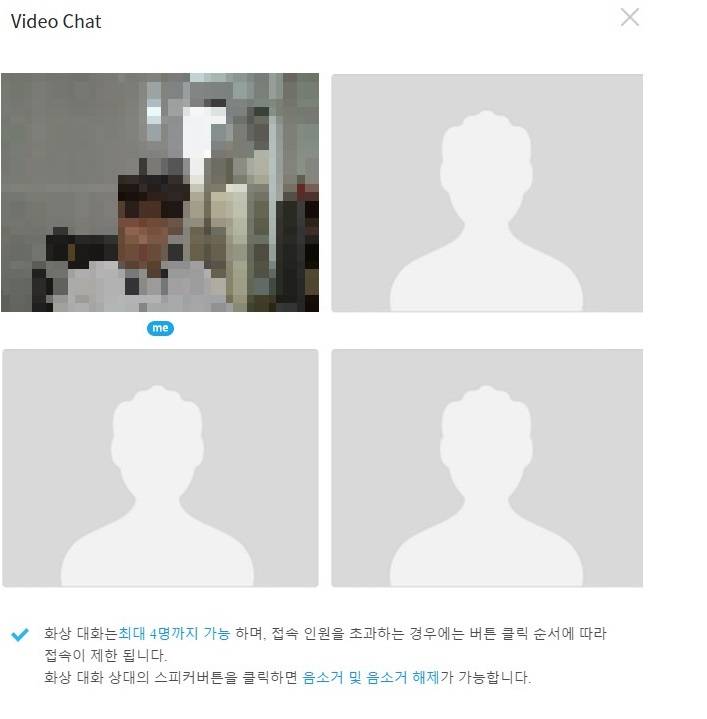 Video Chat
me
화상 대화는최대 4명까지 가능 하며, 접속 인원을 초과하는 경우에는 버튼 클릭 순서에 따라
접속이 제한 됩니다.
화상 대화 상대의 스피커버튼을 클릭하면 음소거 및 음소거 해제가 가능합니다.